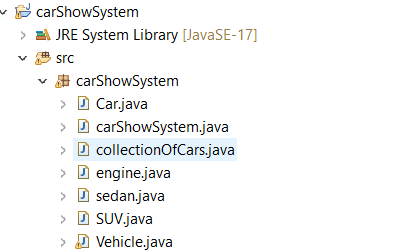 carShowSystem
JRE System Library [JavaSE-17]
src
carShowSystem
Car.java
carShowSystem.java
collectionOfCars.java
engine.java
sedan.java
SUV.java
Vehicle.java